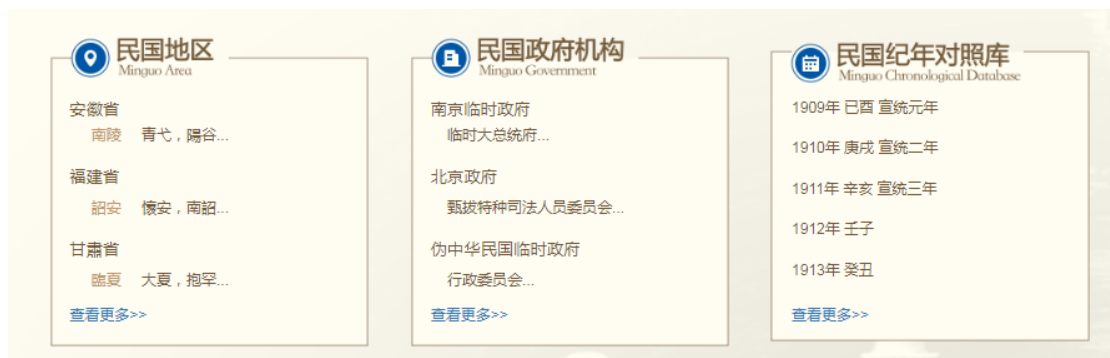 民国地区
Minguo Area
安徽省
南陵 青弋，陽谷...
福建省
詔安 懷安，南詔...
甘肅省
臨夏 大夏，抱罕...
查看更多>>
民国政府机构
Minguo Government
南京临时政府
临时大总统府...
北京政府
甄拔特种司法人员委员会...
伪中华民国临时政府
行政委员会...
查看更多>>
民国纪年对照库
Minguo Chronological Database
1909年 已酉 宣统元年
1910年 庚戌 宣统二年
1911年 辛亥 宣统三年
1912年 壬子
1913年 癸丑
查看更多>>